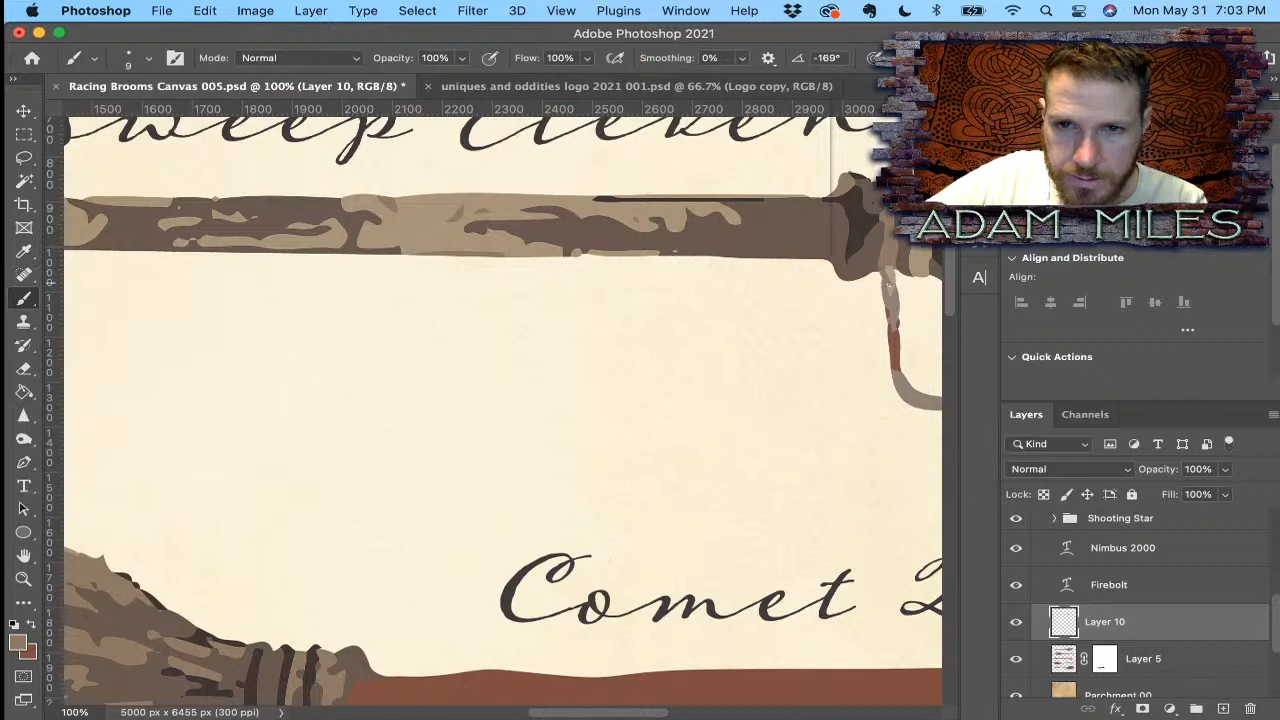 Photoshop File Edit Image Layer Type Select Filter 3D View Plugins Window Help Mon May 31 7:03 PM
Adobe Photoshop 2021
9 Mode: Normal Opacity: 100% Flow: 100% Smoothing: 0% -169°
Racing Brooms Canvas 005.psd @ 100% (Layer 10, RGB/8) * uniques and oddities logo 2021 001.psd @ 66.7% (Logo copy, RGB/8)
1500 1600 1700 1800 1900 2000 2100 2200 2300 2400 2500 2600 2700 2800 2900 3000
ADAM MILES
Align and Distribute
Align:
Quick Actions
Layers Channels
Kind
Normal Opacity: 100%
Lock: Fill: 100%
Shooting Star
Nimbus 2000
Firebolt
Layer 10
Layer 5
Parchment 00
Comet 2
100% 5000 px x 6455 px (300 ppi)